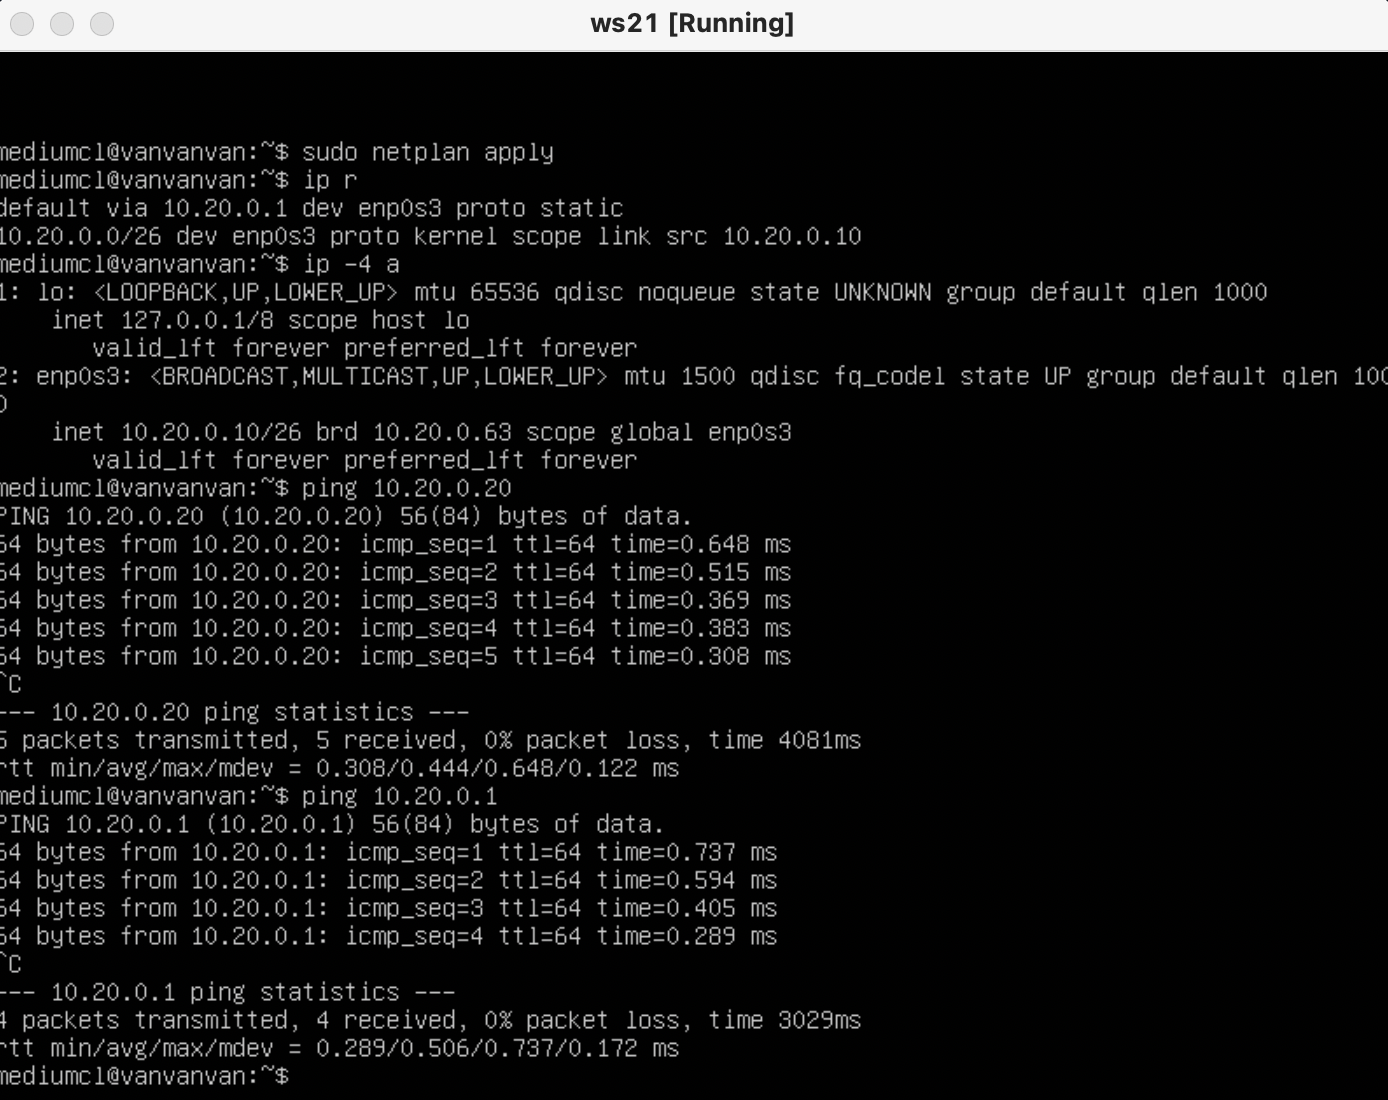 ws21 [Running]
mediumcl@vanvanvan:~$ sudo netplan apply
mediumcl@vanvanvan:~$ ip r
default via 10.20.0.1 dev enp0s3 proto static
10.20.0.0/26 dev enp0s3 proto kernel scope link src 10.20.0.10
mediumcl@vanvanvan:~$ ip -4 a
1: lo: <LOOPBACK,UP,LOWER_UP> mtu 65536 qdisc noqueue state UNKNOWN group default qlen 1000
    inet 127.0.0.1/8 scope host lo
       valid_lft forever preferred_lft forever
2: enp0s3: <BROADCAST,MULTICAST,UP,LOWER_UP> mtu 1500 qdisc fq_codel state UP group default qlen 100
0
    inet 10.20.0.10/26 brd 10.20.0.63 scope global enp0s3
       valid_lft forever preferred_lft forever
mediumcl@vanvanvan:~$ ping 10.20.0.20
PING 10.20.0.20 (10.20.0.20) 56(84) bytes of data.
64 bytes from 10.20.0.20: icmp_seq=1 ttl=64 time=0.648 ms
64 bytes from 10.20.0.20: icmp_seq=2 ttl=64 time=0.515 ms
64 bytes from 10.20.0.20: icmp_seq=3 ttl=64 time=0.369 ms
64 bytes from 10.20.0.20: icmp_seq=4 ttl=64 time=0.383 ms
64 bytes from 10.20.0.20: icmp_seq=5 ttl=64 time=0.308 ms
^C
--- 10.20.0.20 ping statistics ---
5 packets transmitted, 5 received, 0% packet loss, time 4081ms
rtt min/avg/max/mdev = 0.308/0.444/0.648/0.122 ms
mediumcl@vanvanvan:~$ ping 10.20.0.1
PING 10.20.0.1 (10.20.0.1) 56(84) bytes of data.
64 bytes from 10.20.0.1: icmp_seq=1 ttl=64 time=0.737 ms
64 bytes from 10.20.0.1: icmp_seq=2 ttl=64 time=0.594 ms
64 bytes from 10.20.0.1: icmp_seq=3 ttl=64 time=0.405 ms
64 bytes from 10.20.0.1: icmp_seq=4 ttl=64 time=0.289 ms
^C
--- 10.20.0.1 ping statistics ---
4 packets transmitted, 4 received, 0% packet loss, time 3029ms
rtt min/avg/max/mdev = 0.289/0.506/0.737/0.172 ms
mediumcl@vanvanvan:~$